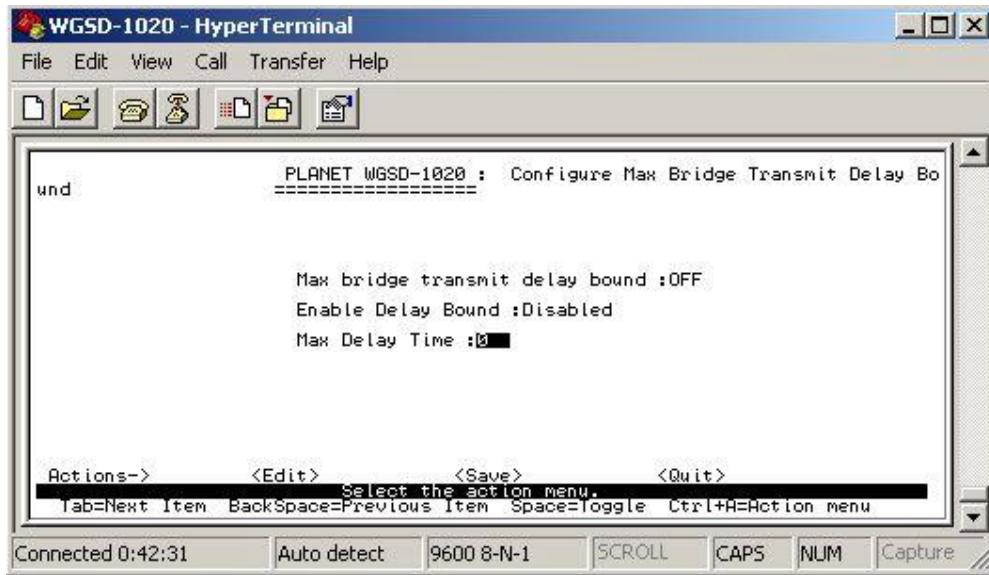 WGSD-1020 - HyperTerminal
File Edit View Call Transfer Help
PLANET WGSD-1020 : Configure Max Bridge Transmit Delay Bo
und
===================
Max bridge transmit delay bound :OFF
Enable Delay Bound :Disabled
Max Delay Time :0
Actions-> <Edit> <Save> <Quit>
Select the action menu.
Tab=Next Item BackSpace=Previous Item Space=Toggle Ctrl+A=Action menu
Connected 0:42:31 Auto detect 9600 8-N-1 SCROLL CAPS NUM Capture